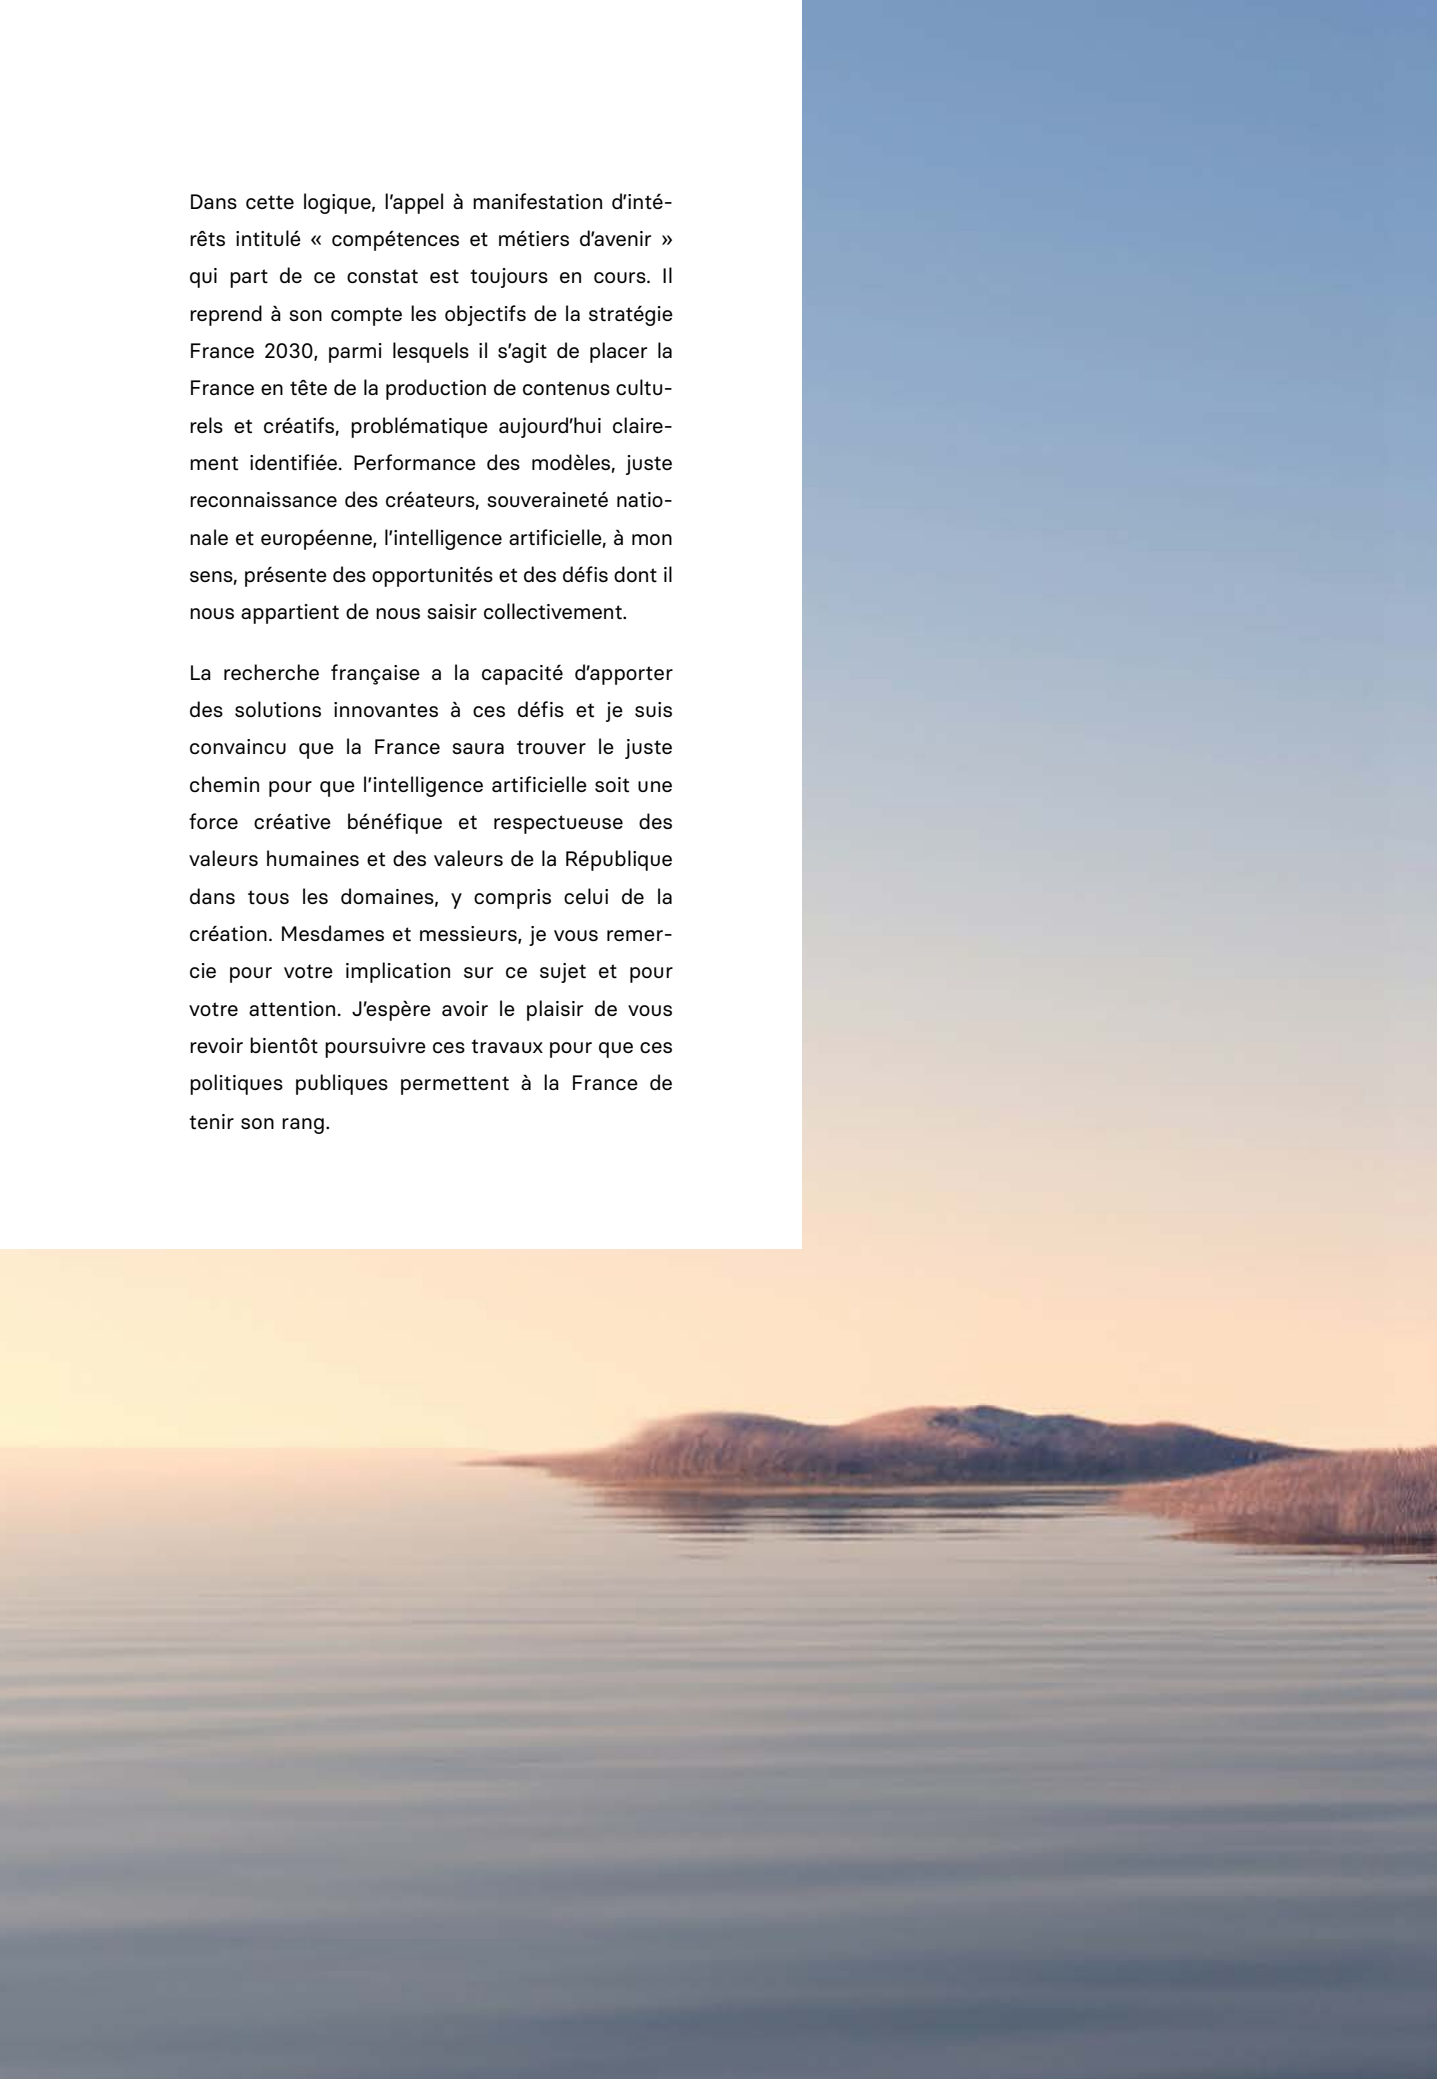 Dans cette logique, l’appel à manifestation d’inté-
rêts intitulé « compétences et métiers d’avenir »
qui part de ce constat est toujours en cours. Il
reprend à son compte les objectifs de la stratégie
France 2030, parmi lesquels il s’agit de placer la
France en tête de la production de contenus cultu-
rels et créatifs, problématique aujourd’hui claire-
ment identifiée. Performance des modèles, juste
reconnaissance des créateurs, souveraineté natio-
nale et européenne, l’intelligence artificielle, à mon
sens, présente des opportunités et des défis dont il
nous appartient de nous saisir collectivement.
La recherche française a la capacité d’apporter
des solutions innovantes à ces défis et je suis
convaincu que la France saura trouver le juste
chemin pour que l’intelligence artificielle soit une
force créative bénéfique et respectueuse des
valeurs humaines et des valeurs de la République
dans tous les domaines, y compris celui de la
création. Mesdames et messieurs, je vous remer-
cie pour votre implication sur ce sujet et pour
votre attention. J’espère avoir le plaisir de vous
revoir bientôt poursuivre ces travaux pour que ces
politiques publiques permettent à la France de
tenir son rang.